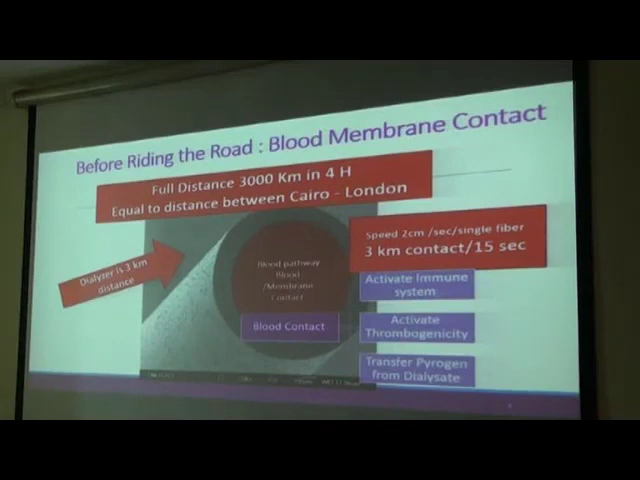 Before Riding the Road : Blood Membrane Contact
Full Distance 3000 Km in 4 H
Equal to distance between Cairo - London
Speed 2cm /sec/single fiber
3 km contact/15 sec
Dialyzer is 3 km
distance
Blood pathway
Blood
/Membrane
Contact
Blood Contact
Activate Immune
system
Activate
Thrombogenicity
Transfer Pyrogen
from Dialysate